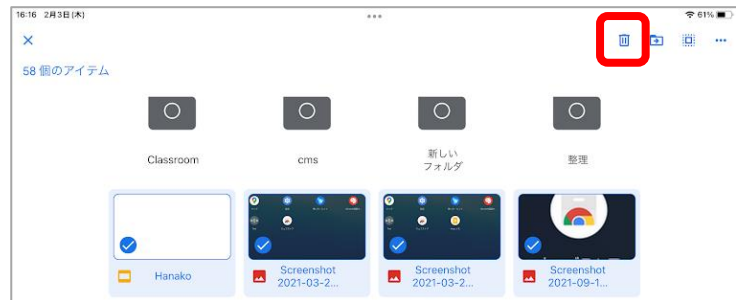 16:16 2月3日(木)
61%
58 個のアイテム
Classroom
cms
新しい
フォルダ
整理
Hanako
Screenshot
2021-03-2...
Screenshot
2021-03-2...
Screenshot
2021-09-1...